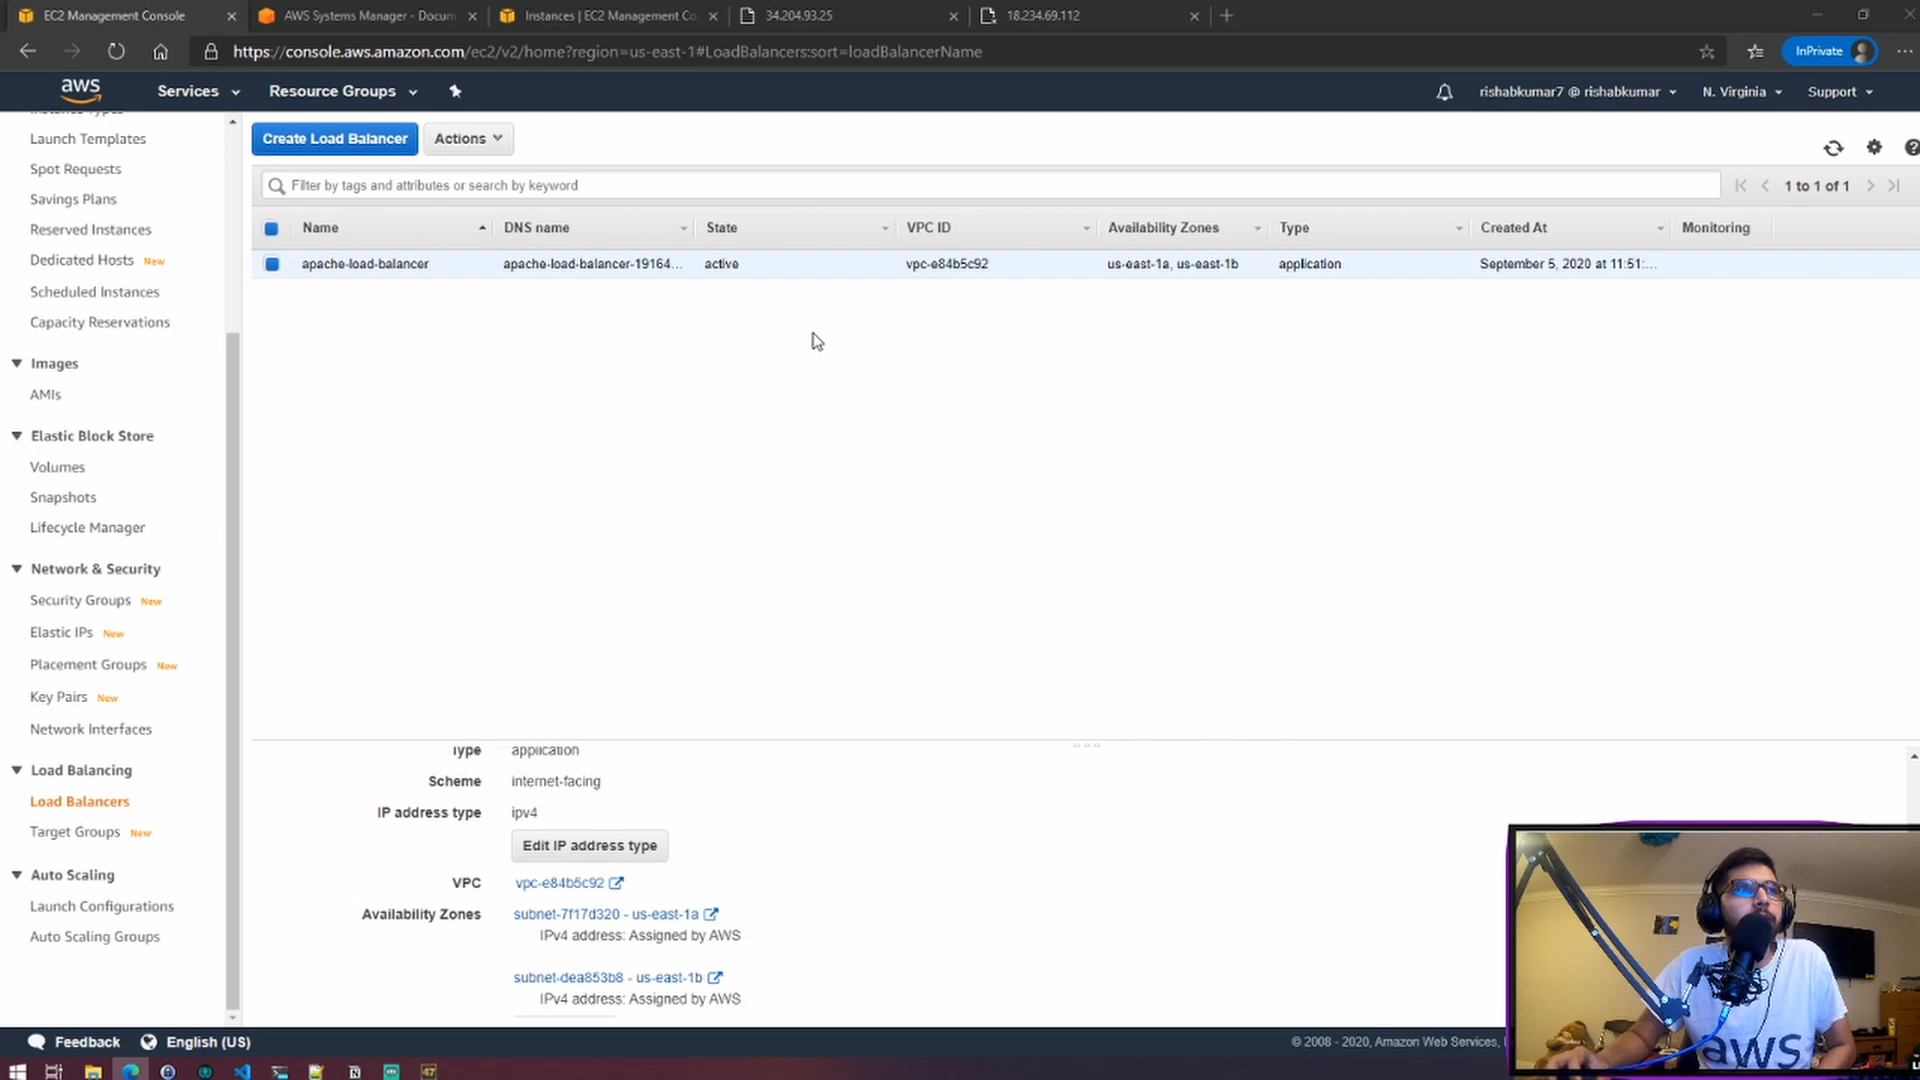 EC2 Management Console
AWS Systems Manager - Docum
Instances | EC2 Management Co
34.204.93.25
18.234.69.112
https://console.aws.amazon.com/ec2/v2/home?region=us-east-1#LoadBalancers:sort=loadBalancerName
InPrivate
aws
Services
Resource Groups
rishabkumar7 @ rishabkumar
N. Virginia
Support
Launch Templates
Spot Requests
Savings Plans
Reserved Instances
Dedicated Hosts New
Scheduled Instances
Capacity Reservations
Images
AMIs
Elastic Block Store
Volumes
Snapshots
Lifecycle Manager
Network & Security
Security Groups New
Elastic IPs New
Placement Groups New
Key Pairs New
Network Interfaces
Load Balancing
Load Balancers
Target Groups New
Auto Scaling
Launch Configurations
Auto Scaling Groups
Create Load Balancer
Actions
Filter by tags and attributes or search by keyword
1 to 1 of 1
Name DNS name State VPC ID Availability Zones Type Created At Monitoring
apache-load-balancer apache-load-balancer-19164... active vpc-e84b5c92 us-east-1a, us-east-1b application September 5, 2020 at 11:51:...
Type application
Scheme internet-facing
IP address type ipv4
Edit IP address type
VPC vpc-e84b5c92
Availability Zones subnet-7f17d320 - us-east-1a
IPv4 address: Assigned by AWS
subnet-dea853b8 - us-east-1b
IPv4 address: Assigned by AWS
Feedback
English (US)
© 2008 - 2020, Amazon Web Services,
aws